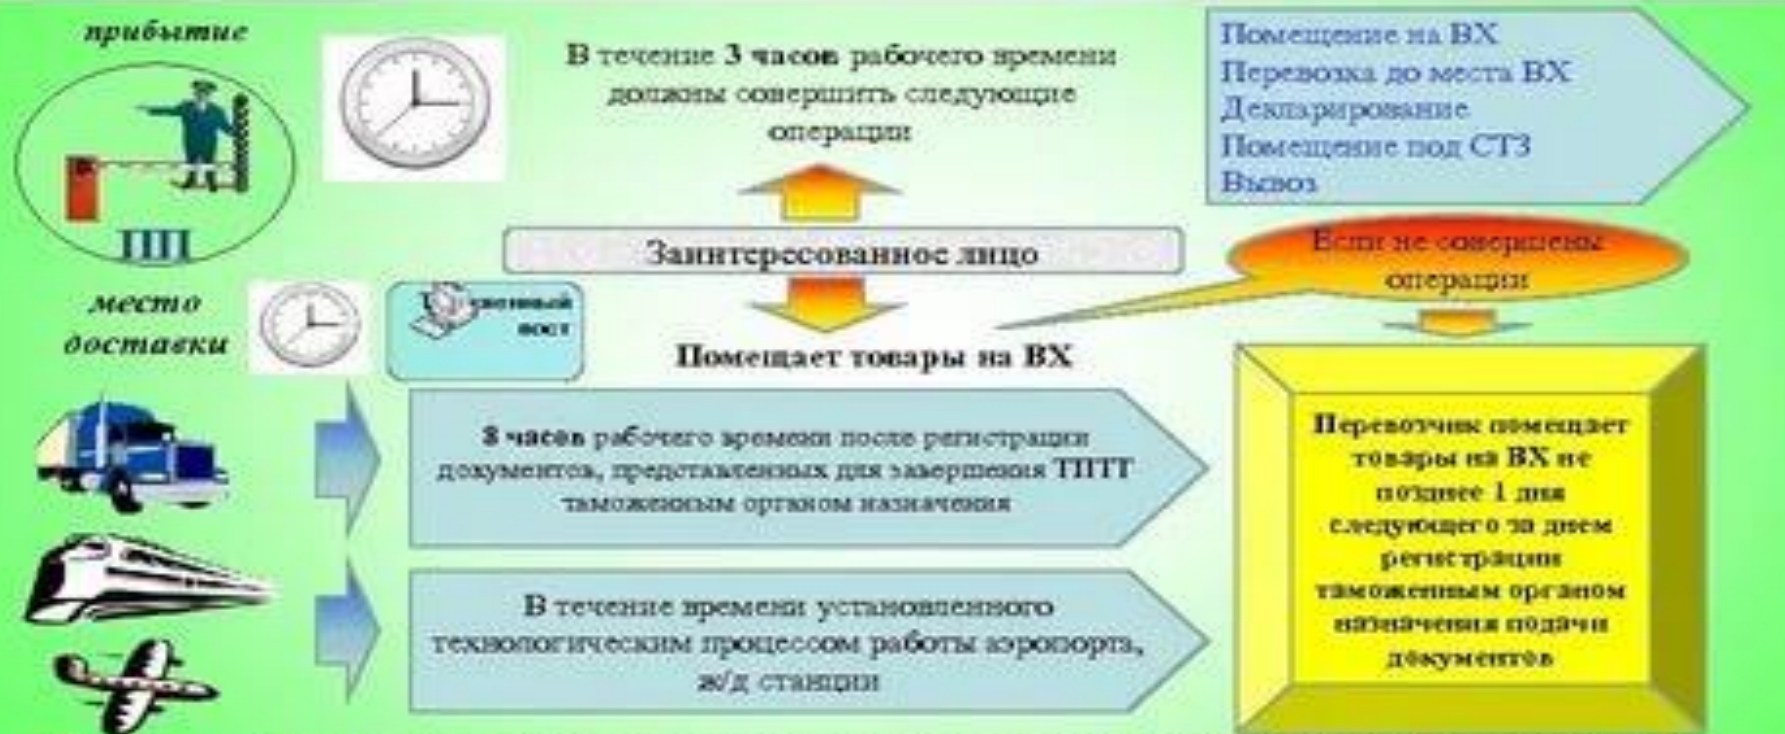 прибытие
ПП
В течение 3 часов рабочего времени
должны совершить следующие
операции
Помещение на ВХ
Перевозка до места ВХ
Декларирование
Помещение под СТЗ
Вывоз
Заинтересованное лицо
Если не совершены
операции
место
доставки
пост
Помещает товары на ВХ
8 часов рабочего времени после регистрации
документов, представленных для завершения ТПТТ
таможенным органом назначения
В течение времени установленного
технологическим процессом работы аэропорта,
ж/д станции
Перевозчик помещает
товары на ВХ не
позднее 1 дня
следующего за днем
регистрации
таможенным органом
назначения подачи
документов